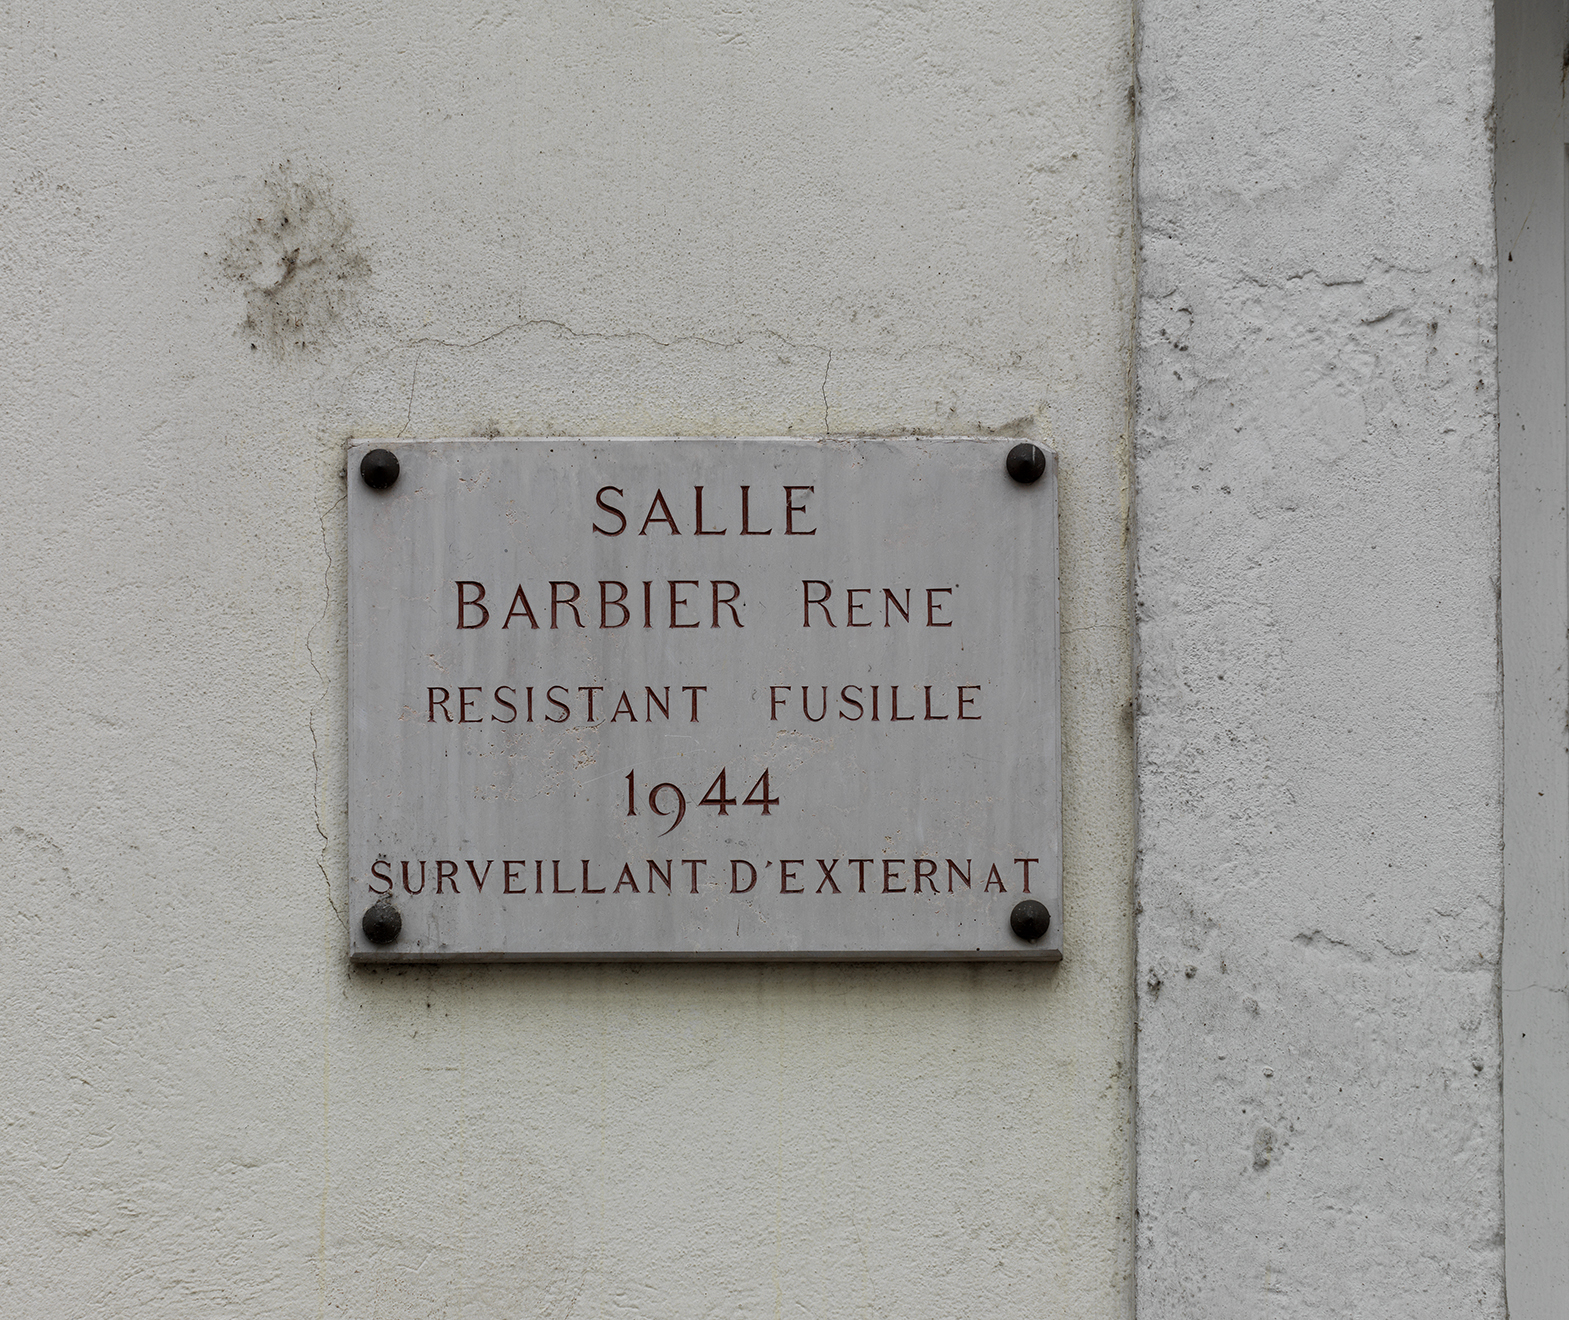 SALLE
BARBIER RENE
RESISTANT FUSILLE
1944
SURVEILLANT D'EXTERNAT